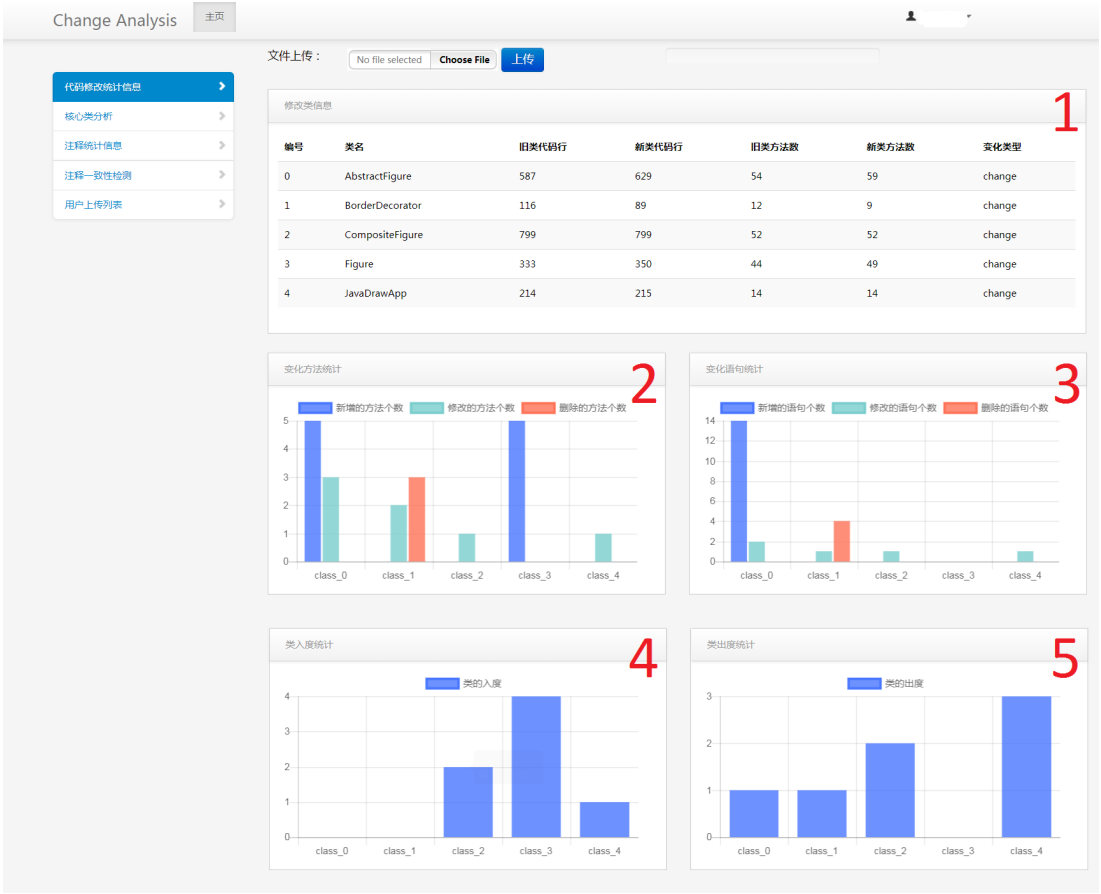 Change Analysis 主页
文件上传： No file selected Choose File 上传
代码修改统计信息
核心类分析
注释统计信息
注释一致性检测
用户上传列表
修改类信息 1
编号 类名 旧类代码行 新类代码行 旧类方法数 新类方法数 变化类型
0 AbstractFigure 587 629 54 59 change
1 BorderDecorator 116 89 12 9 change
2 CompositeFigure 799 799 52 52 change
3 Figure 333 350 44 49 change
4 JavaDrawApp 214 215 14 14 change
变化方法统计 2
新增的方法个数 修改的方法个数 删除的方法个数
5
4
3
2
1
0
class_0 class_1 class_2 class_3 class_4
变化语句统计 3
新增的语句个数 修改的语句个数 删除的语句个数
14
12
10
8
6
4
2
0
class_0 class_1 class_2 class_3 class_4
类入度统计 4
类的入度
4
3
2
1
0
class_0 class_1 class_2 class_3 class_4
类出度统计 5
类的出度
3
2
1
0
class_0 class_1 class_2 class_3 class_4